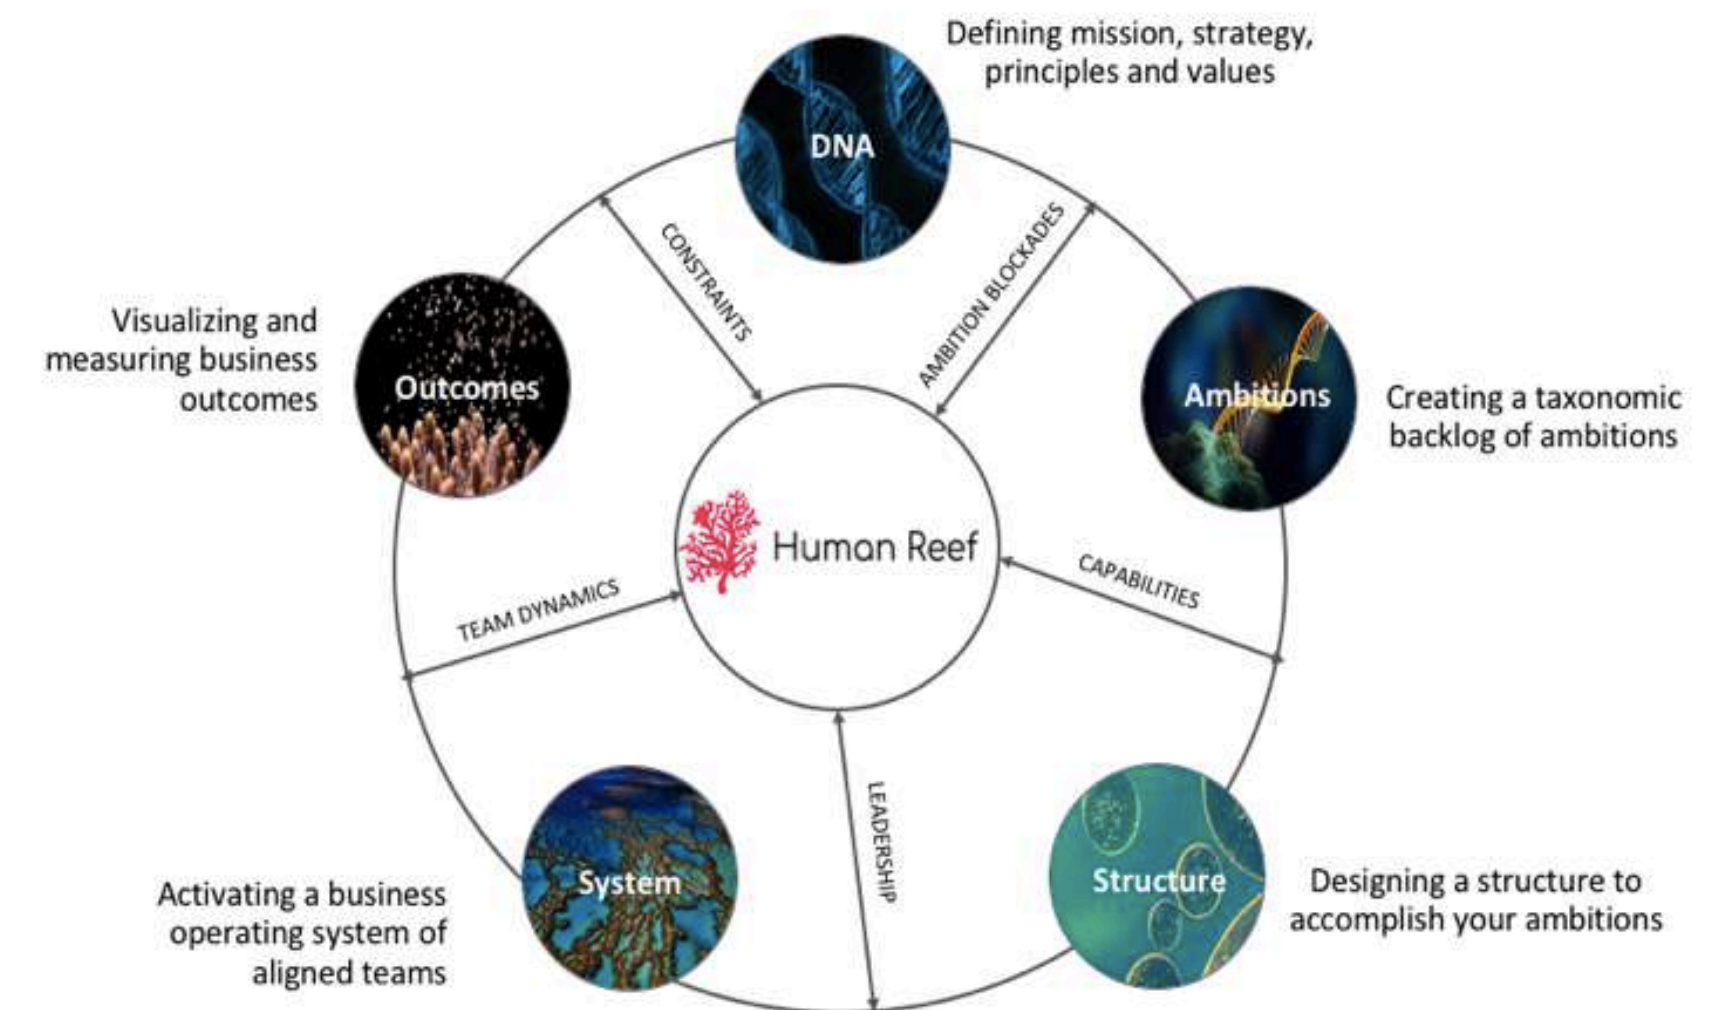 Defining mission, strategy,
principles and values
DNA
CONSTRAINTS
AMBITION BLOCKADES
Visualizing and
measuring business
outcomes
Outcomes
Ambitions
Creating a taxonomic
backlog of ambitions
Human Reef
CAPABILITIES
TEAM DYNAMICS
LEADERSHIP
System
Structure
Activating a business
operating system of
aligned teams
Designing a structure to
accomplish your ambitions